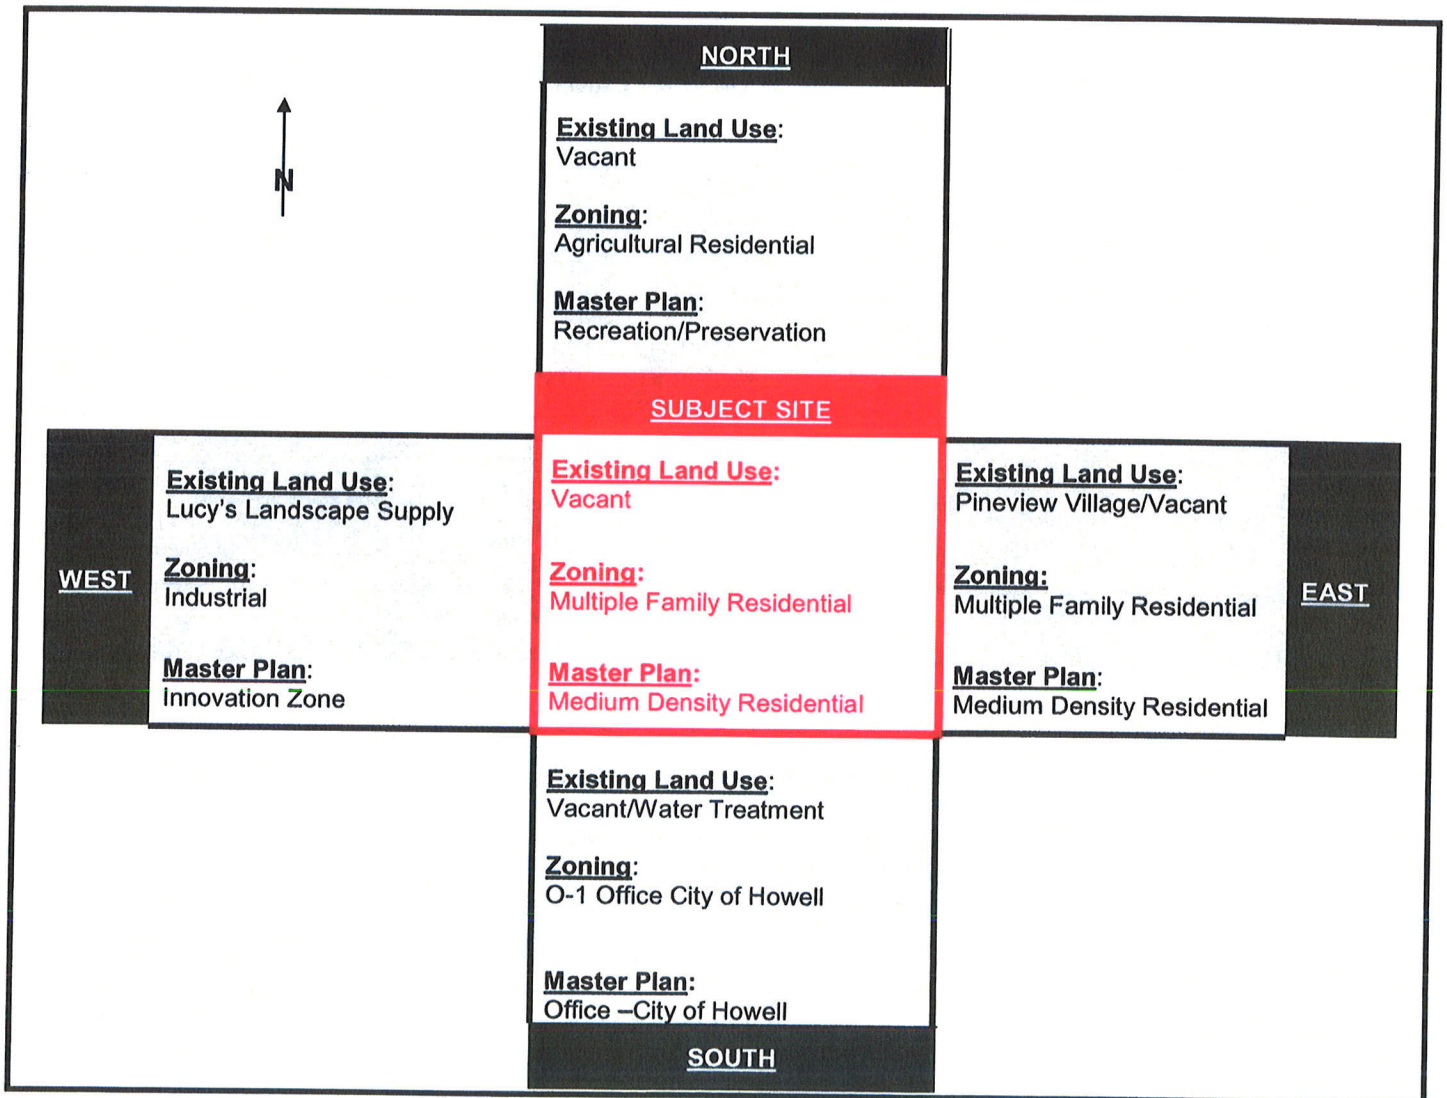 NORTH
N
Existing Land Use:
Vacant
Zoning:
Agricultural Residential
Master Plan:
Recreation/Preservation
WEST
Existing Land Use:
Lucy's Landscape Supply
Zoning:
Industrial
Master Plan:
Innovation Zone
SUBJECT SITE
Existing Land Use:
Vacant
Zoning:
Multiple Family Residential
Master Plan:
Medium Density Residential
Existing Land Use:
Pineview Village/Vacant
Zoning:
Multiple Family Residential
Master Plan:
Medium Density Residential
EAST
Existing Land Use:
Vacant/Water Treatment
Zoning:
O-1 Office City of Howell
Master Plan:
Office –City of Howell
SOUTH